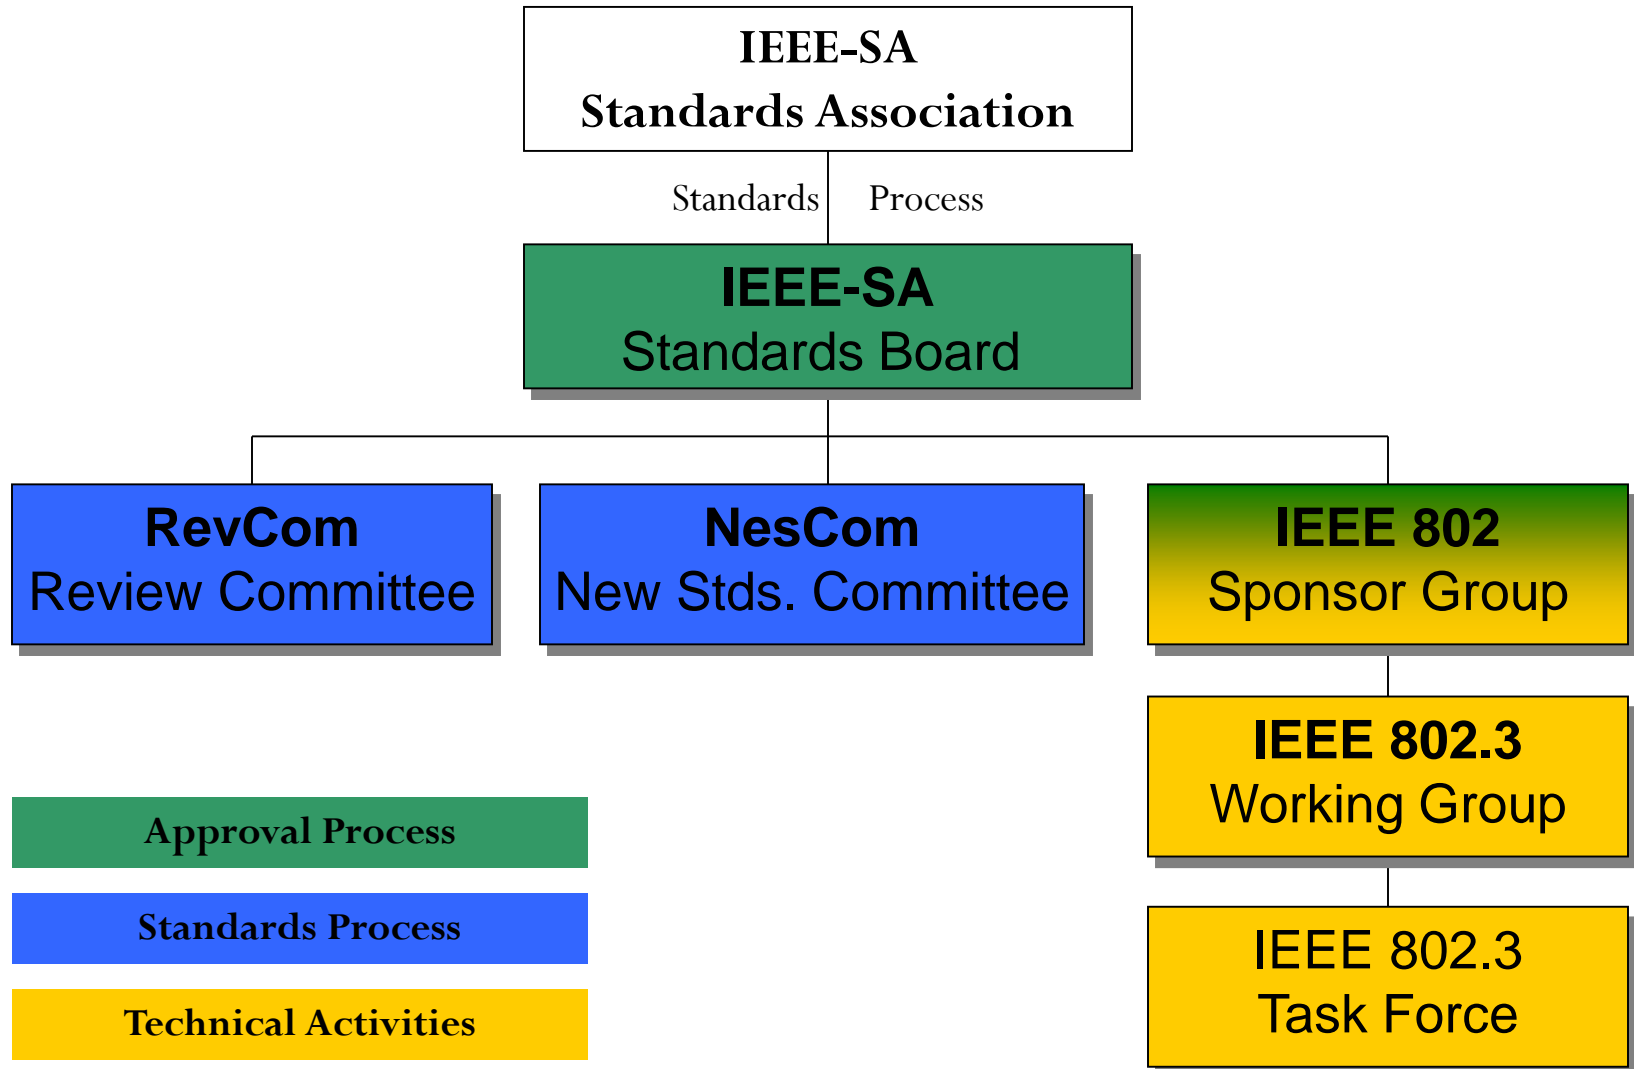 IEEE-SA
Standards Association
Standards Process
IEEE-SA
Standards Board
RevCom
Review Committee
NesCom
New Stds. Committee
IEEE 802
Sponsor Group
IEEE 802.3
Working Group
IEEE 802.3
Task Force
Approval Process
Standards Process
Technical Activities